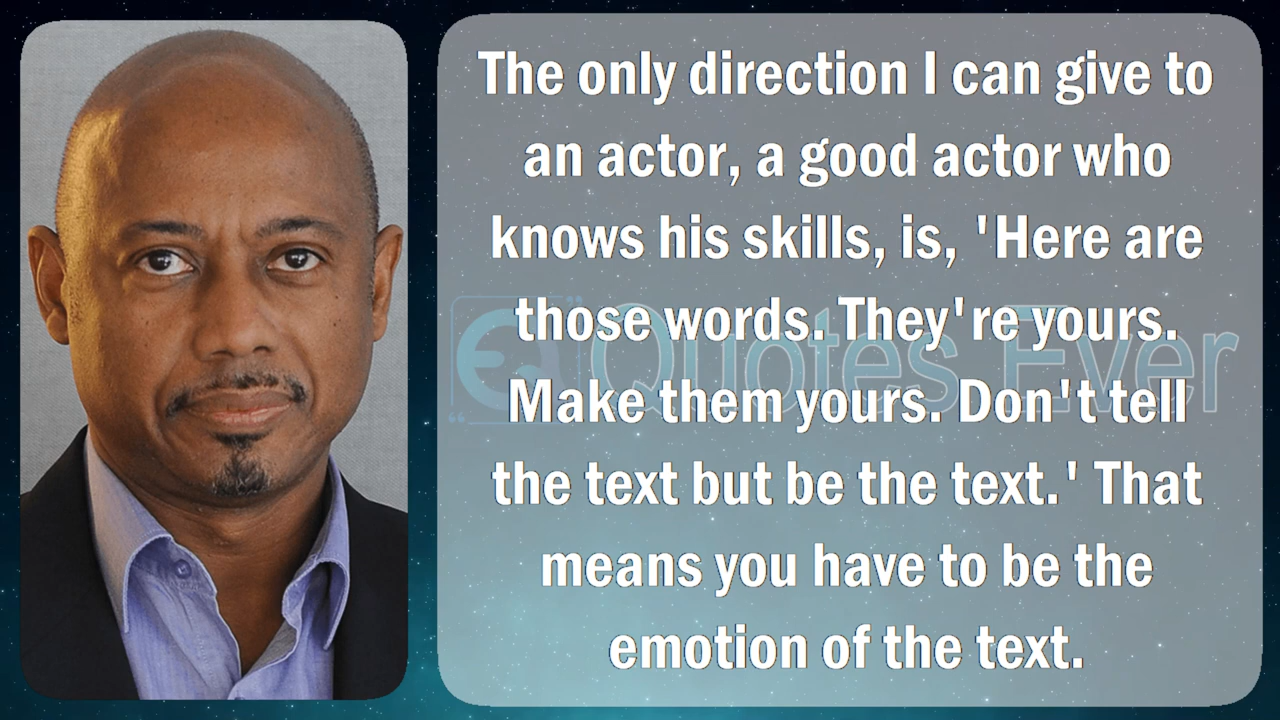 The only direction I can give to
an actor, a good actor who
knows his skills, is, 'Here are
those words. They're yours.
Make them yours. Don't tell
the text but be the text.' That
means you have to be the
emotion of the text.
Quotes Ever